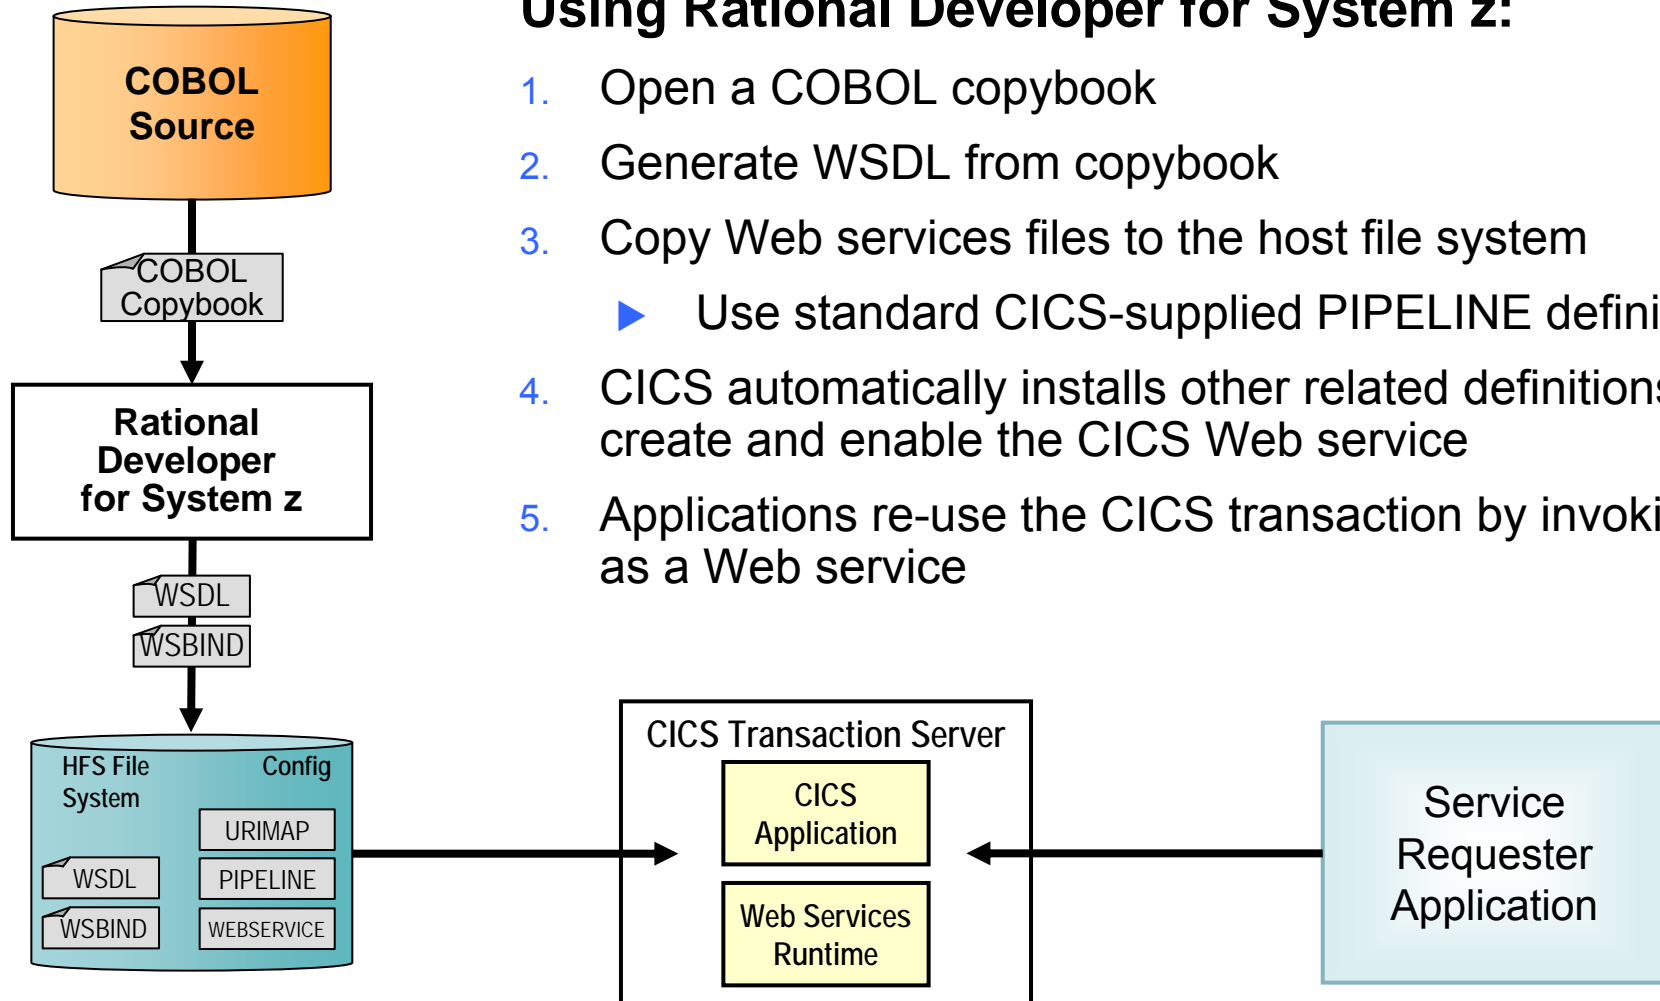 Using Rational Developer for System z:
1. Open a COBOL copybook
2. Generate WSDL from copybook
3. Copy Web services files to the host file system
Use standard CICS-supplied PIPELINE
4. CICS automatically installs other related definitions
create and enable the CICS Web service
5. Applications re-use the CICS transaction by
as a Web service
COBOL
Source
COBOL
Copybook
Rational
Developer
for System z
WSDL
WSBIND
HFS File
System
Config
URIMAP
WSDL
PIPELINE
WSBIND
WEBSERVICE
CICS Transaction Server
CICS
Application
Web Services
Runtime
Service
Requester
Application